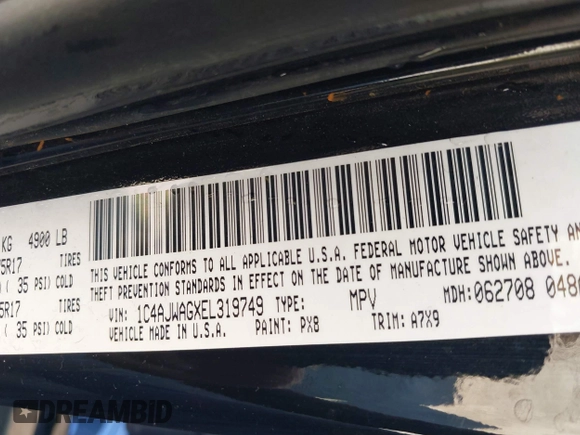 KG 4900 LB
5R17 TIRES
( 35 PSI) COLD
5R17 TIRES
( 35 PSI) COLD
THIS VEHICLE CONFORMS TO ALL APPLICABLE U.S.A. FEDERAL MOTOR VEHICLE SAFETY AN
THEFT PREVENTION STANDARDS IN EFFECT ON THE DATE OF MANUFACTURE SHOWN ABOVE.
VIN: 1C4AJWAGXEL319749 TYPE: MPV MDH:062708 048
VEHICLE MADE IN U.S.A. PAINT: PX8 TRIM: A7X9
DREAMBID